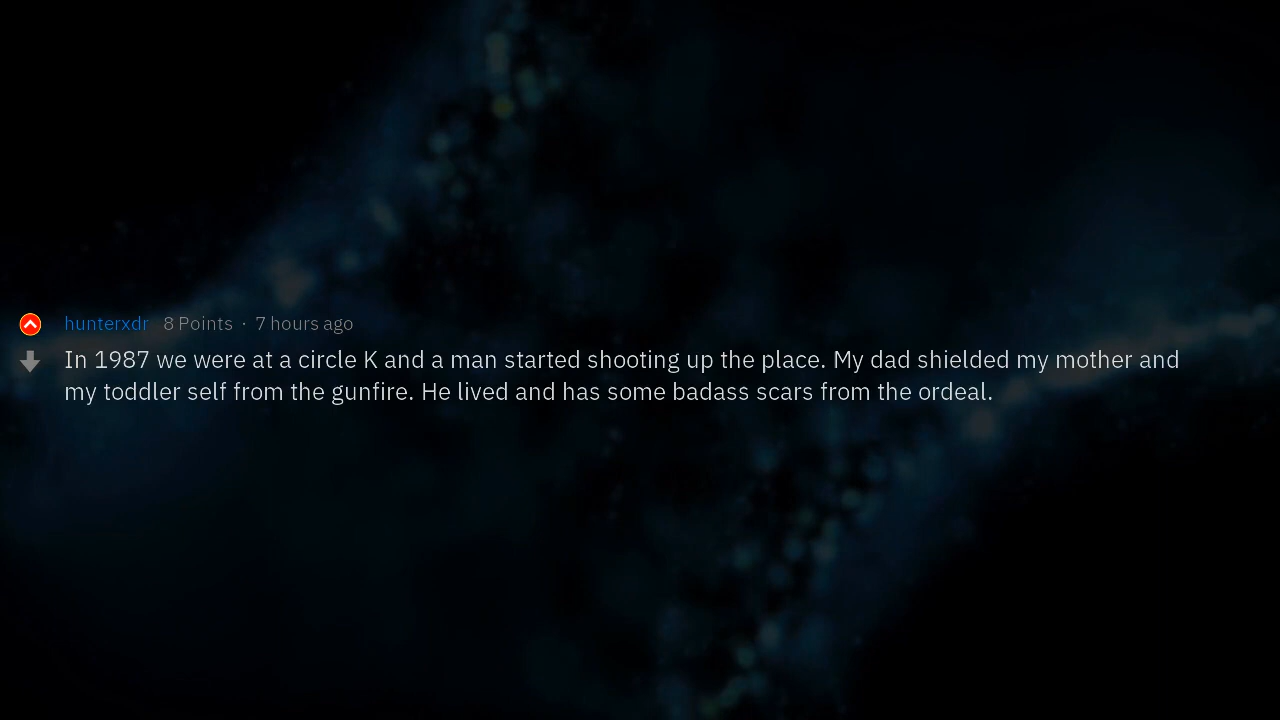 hunterxdr 8 Points · 7 hours ago
In 1987 we were at a circle K and a man started shooting up the place. My dad shielded my mother and
my toddler self from the gunfire. He lived and has some badass scars from the ordeal.